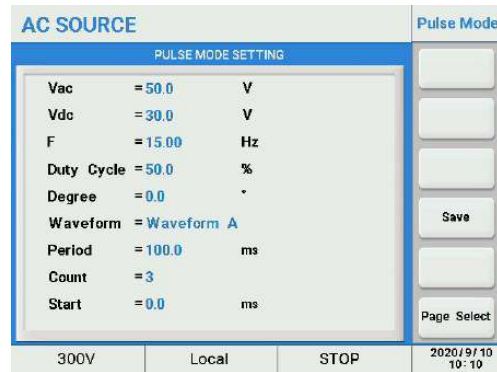 AC SOURCE
Pulse Mode
PULSE MODE SETTING
Vac =50.0 V
Vdc =30.0 V
F =15.00 Hz
Duty Cycle =50.0 %
Degree =0.0 °
Waveform =Waveform A
Period =100.0 ms
Count =3
Start =0.0 ms
Save
Page Select
300V Local STOP 2020/9/10
10:10